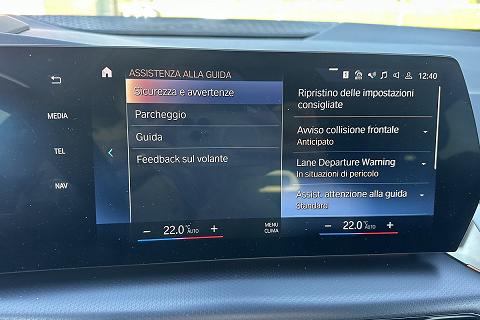 ASSISTENZA ALLA GUIDA
12:40
MEDIA
TEL
NAV
Sicurezza e avvertenze
Parcheggio
Guida
Feedback sul volante
Ripristino delle impostazioni
consigliate
Avviso collisione frontale
Anticipato
Lane Departure Warning
In situazioni di pericolo
Assist. attenzione alla guida
Standard
− 22.0 AUTO +
MENU
CLIMA
− 22.0 °C AUTO +